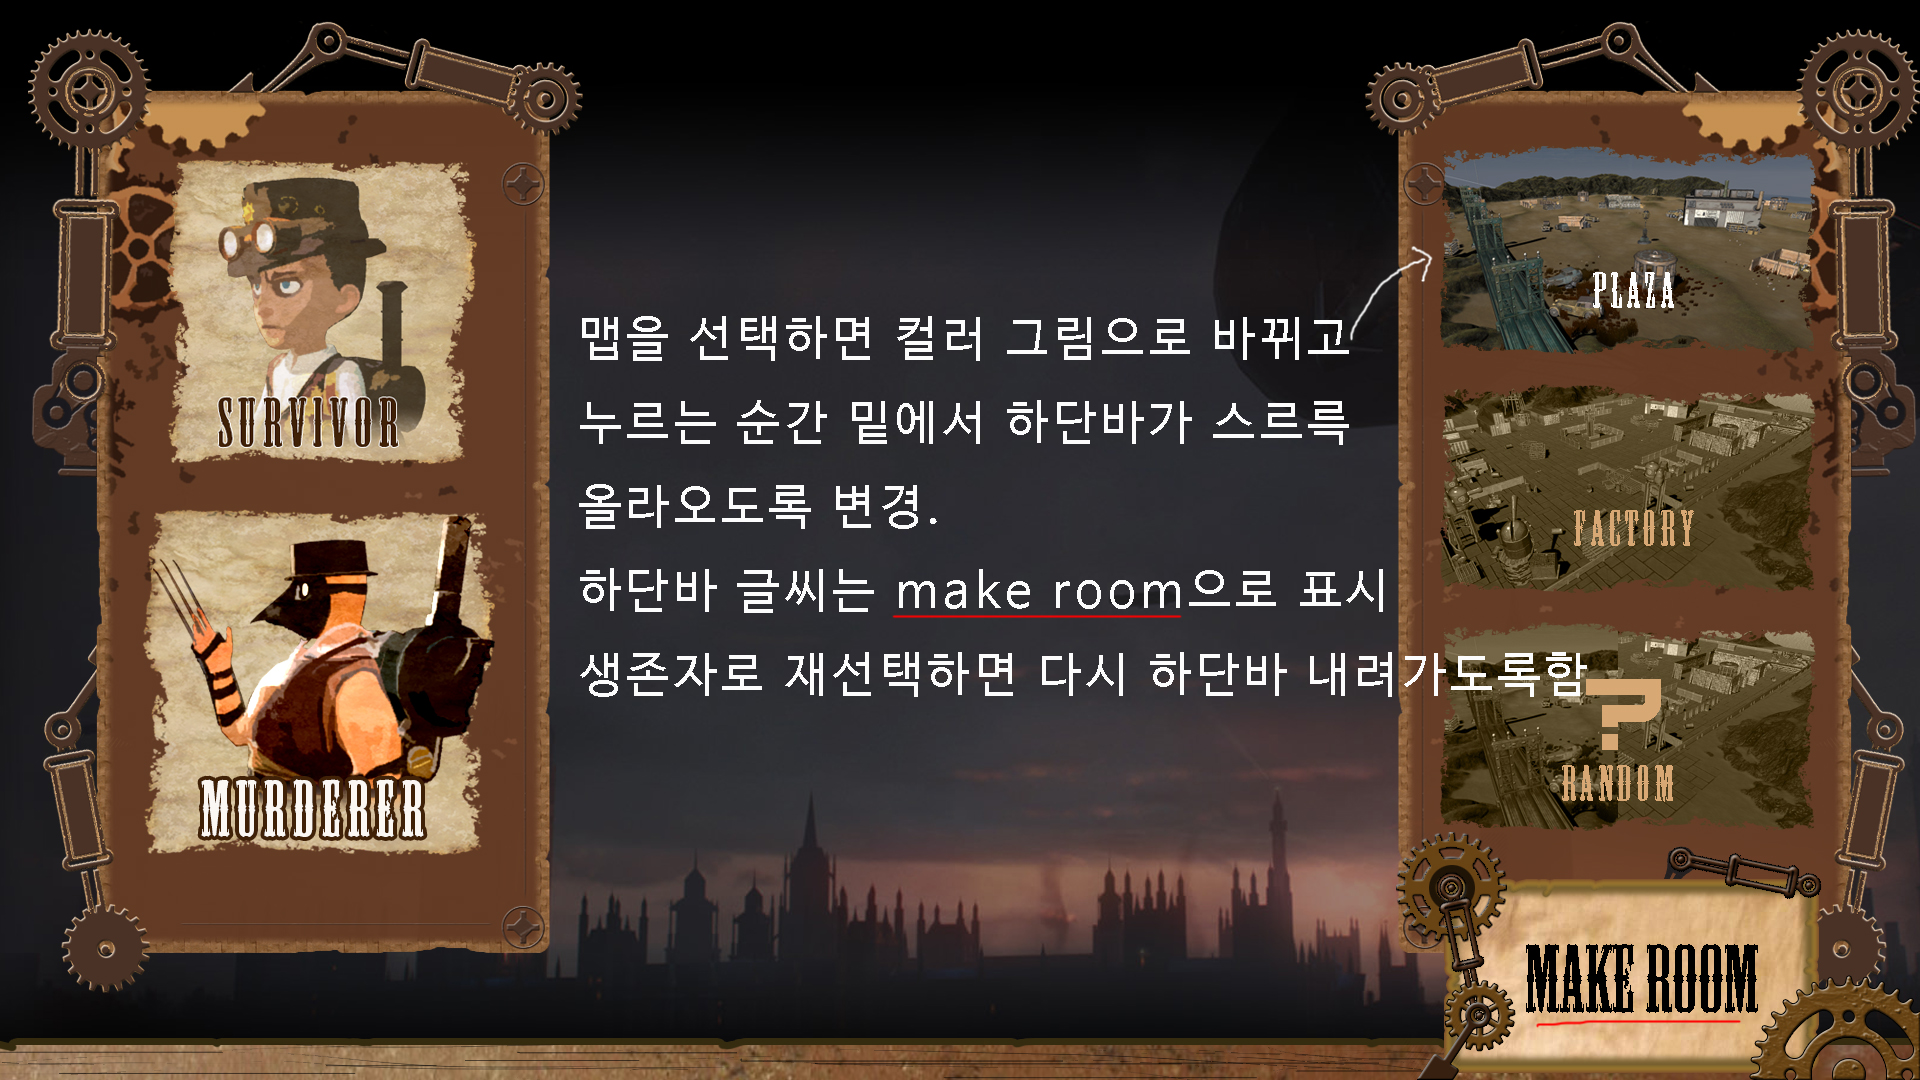 SURVIVOR
MURDERER
맵을 선택하면 컬러 그림으로 바뀌고
누르는 순간 밑에서 하단바가 스르륵
올라오도록 변경.
하단바 글씨는 make room으로 표시
생존자로 재선택하면 다시 하단바 내려가도록함
PLAZA
FACTORY
?
RANDOM
MAKE ROOM